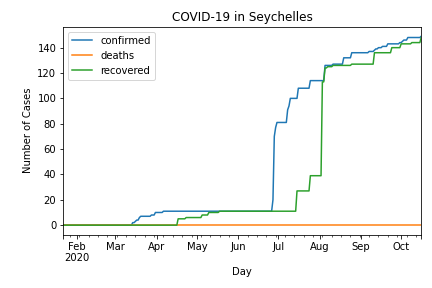 COVID-19 in Seychelles
confirmed
deaths
recovered
Number of Cases
140
120
100
80
60
40
20
0
Feb Mar Apr May Jun Jul Aug Sep Oct
2020
Day